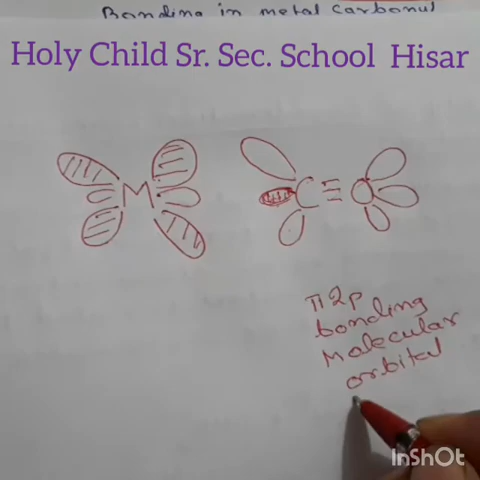 Bonding in metal carbonyl
Holy Child Sr. Sec. School Hisar
M C ≡ O
π2p
bonding
Molecular
orbital
InShOt